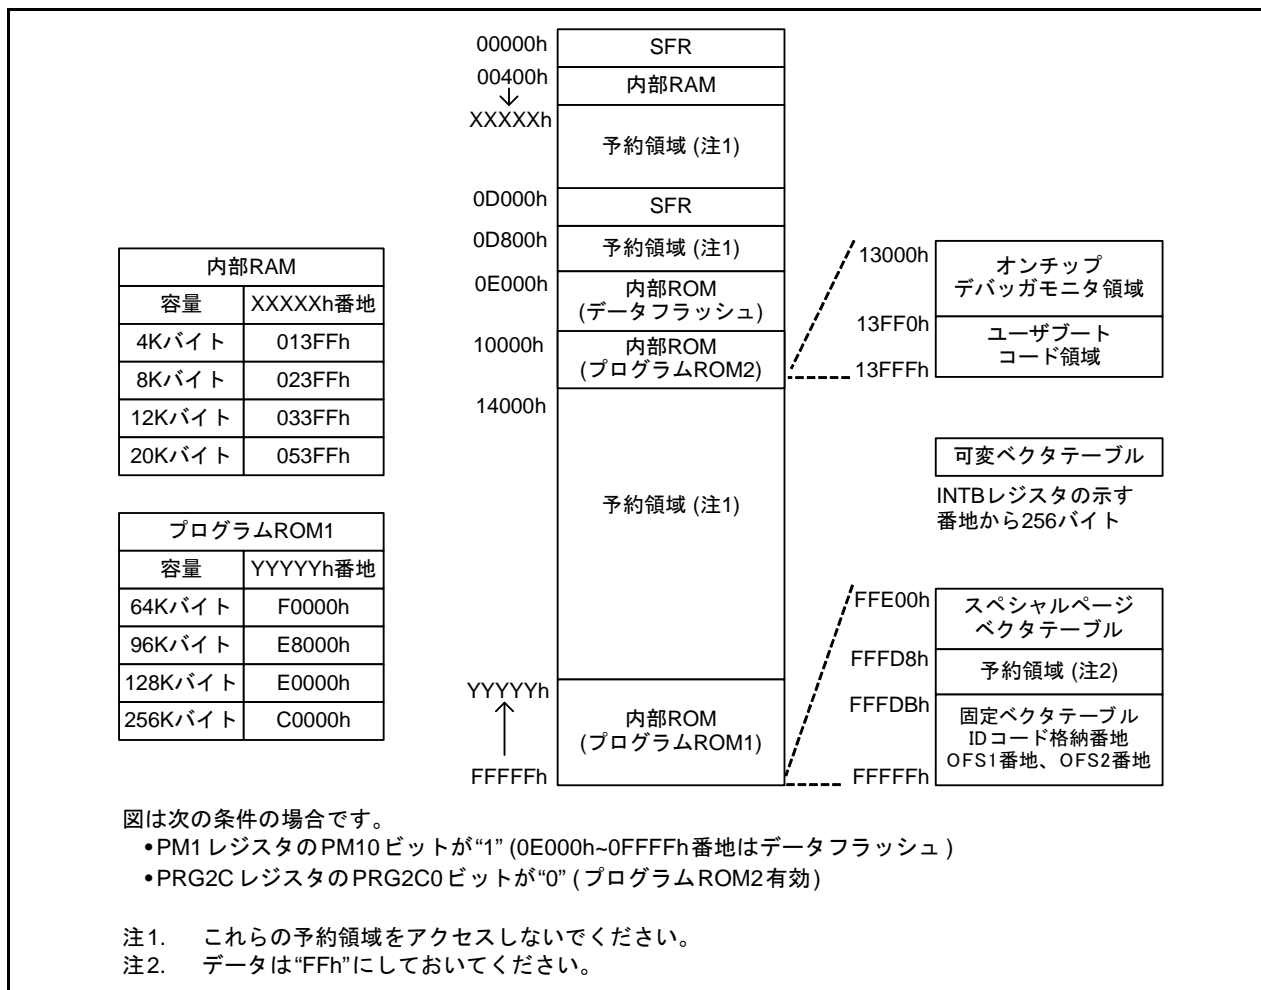 00000h
SFR
00400h
内部RAM
XXXXXh
予約領域 (注1)
0D000h
SFR
0D800h
予約領域 (注1)
0E000h
内部ROM
(データフラッシュ)
10000h
内部ROM
(プログラムROM2)
14000h
予約領域 (注1)
YYYYYh
内部ROM
(プログラムROM1)
FFFFFh
13000h
オンチップ
デバッガモニタ領域
13FF0h
ユーザブート
コード領域
13FFFh
可変ベクタテーブル
INTBレジスタの示す
番地から256バイト
FFE00h
スペシャルページ
ベクタテーブル
FFFD8h
予約領域 (注2)
FFFDBh
固定ベクタテーブル
IDコード格納番地
OFS1番地、OFS2番地
FFFFFh
内部RAM
容量 XXXXXh番地
4Kバイト 013FFh
8Kバイト 023FFh
12Kバイト 033FFh
20Kバイト 053FFh
プログラムROM1
容量 YYYYYh番地
64Kバイト F0000h
96Kバイト E8000h
128Kバイト E0000h
256Kバイト C0000h
図は次の条件の場合です。
•PM1レジスタのPM10ビットが“1” (0E000h~0FFFFh番地はデータフラッシュ)
•PRG2CレジスタのPRG2C0ビットが“0” (プログラムROM2有効)
注1. これらの予約領域をアクセスしないでください。
注2. データは“FFh”にしておいてください。